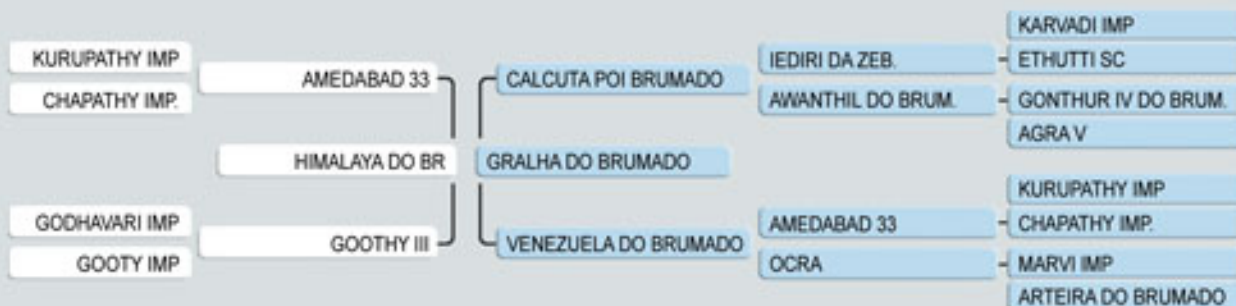 KARVADI IMP
KURUPATHY IMP
AMEDABAD 33
CALCUTA POI BRUMADO
IEDIRI DA ZEB.
ETHUTTI SC
CHAPATHY IMP.
AWANTHIL DO BRUM.
GONTHUR IV DO BRUM.
AGRA V
HIMALAYA DO BR
GRALHA DO BRUMADO
KURUPATHY IMP
GODHAVARI IMP
GOOTHY III
VENEZUELA DO BRUMADO
AMEDABAD 33
CHAPATHY IMP.
GOOTY IMP
OCRA
MARVI IMP
ARTEIRA DO BRUMADO